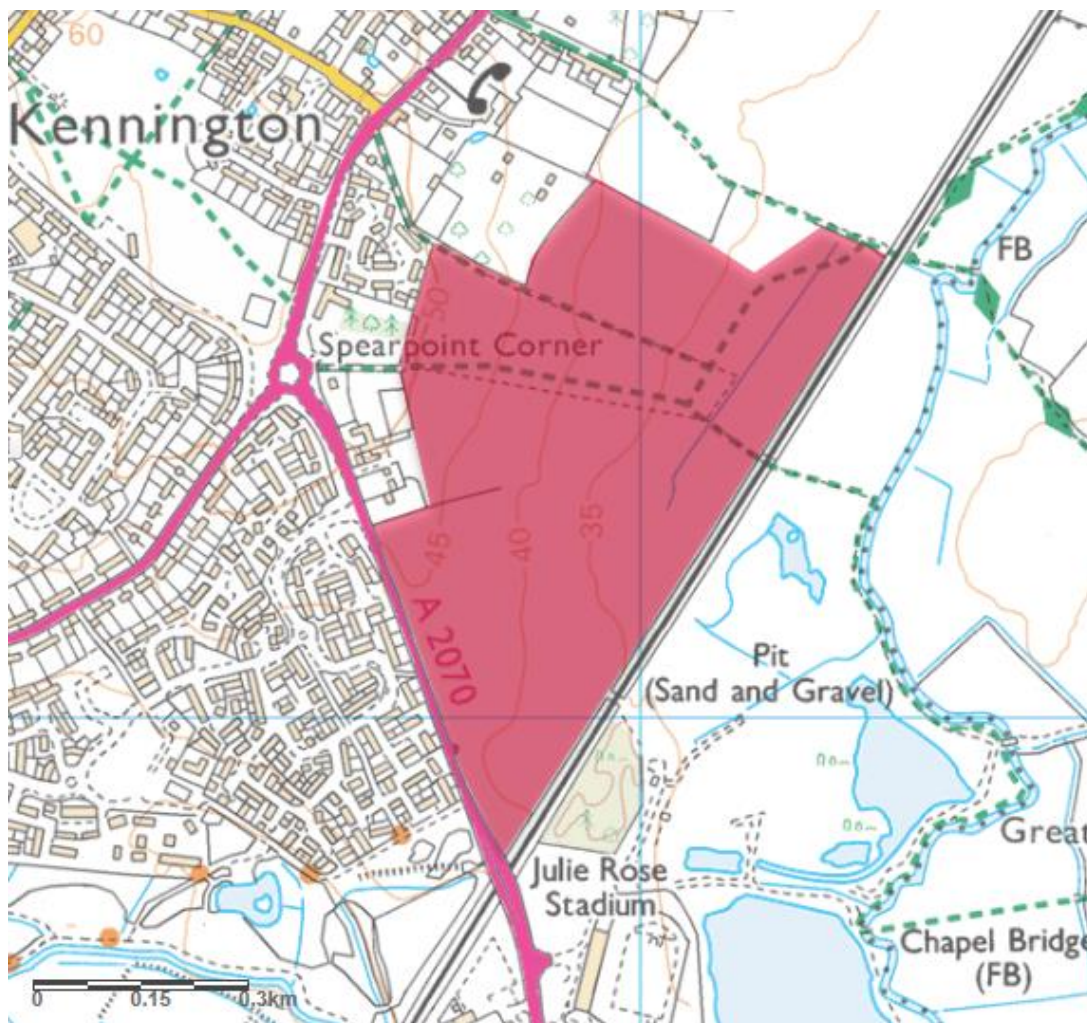 60
Kennington
FB
50
Spearpoint Corner
45
40
35
A 2070
Pit
(Sand and Gravel)
Julie Rose
Stadium
Grea
Chapel Bridge
(FB)
0 0.15 0.3km